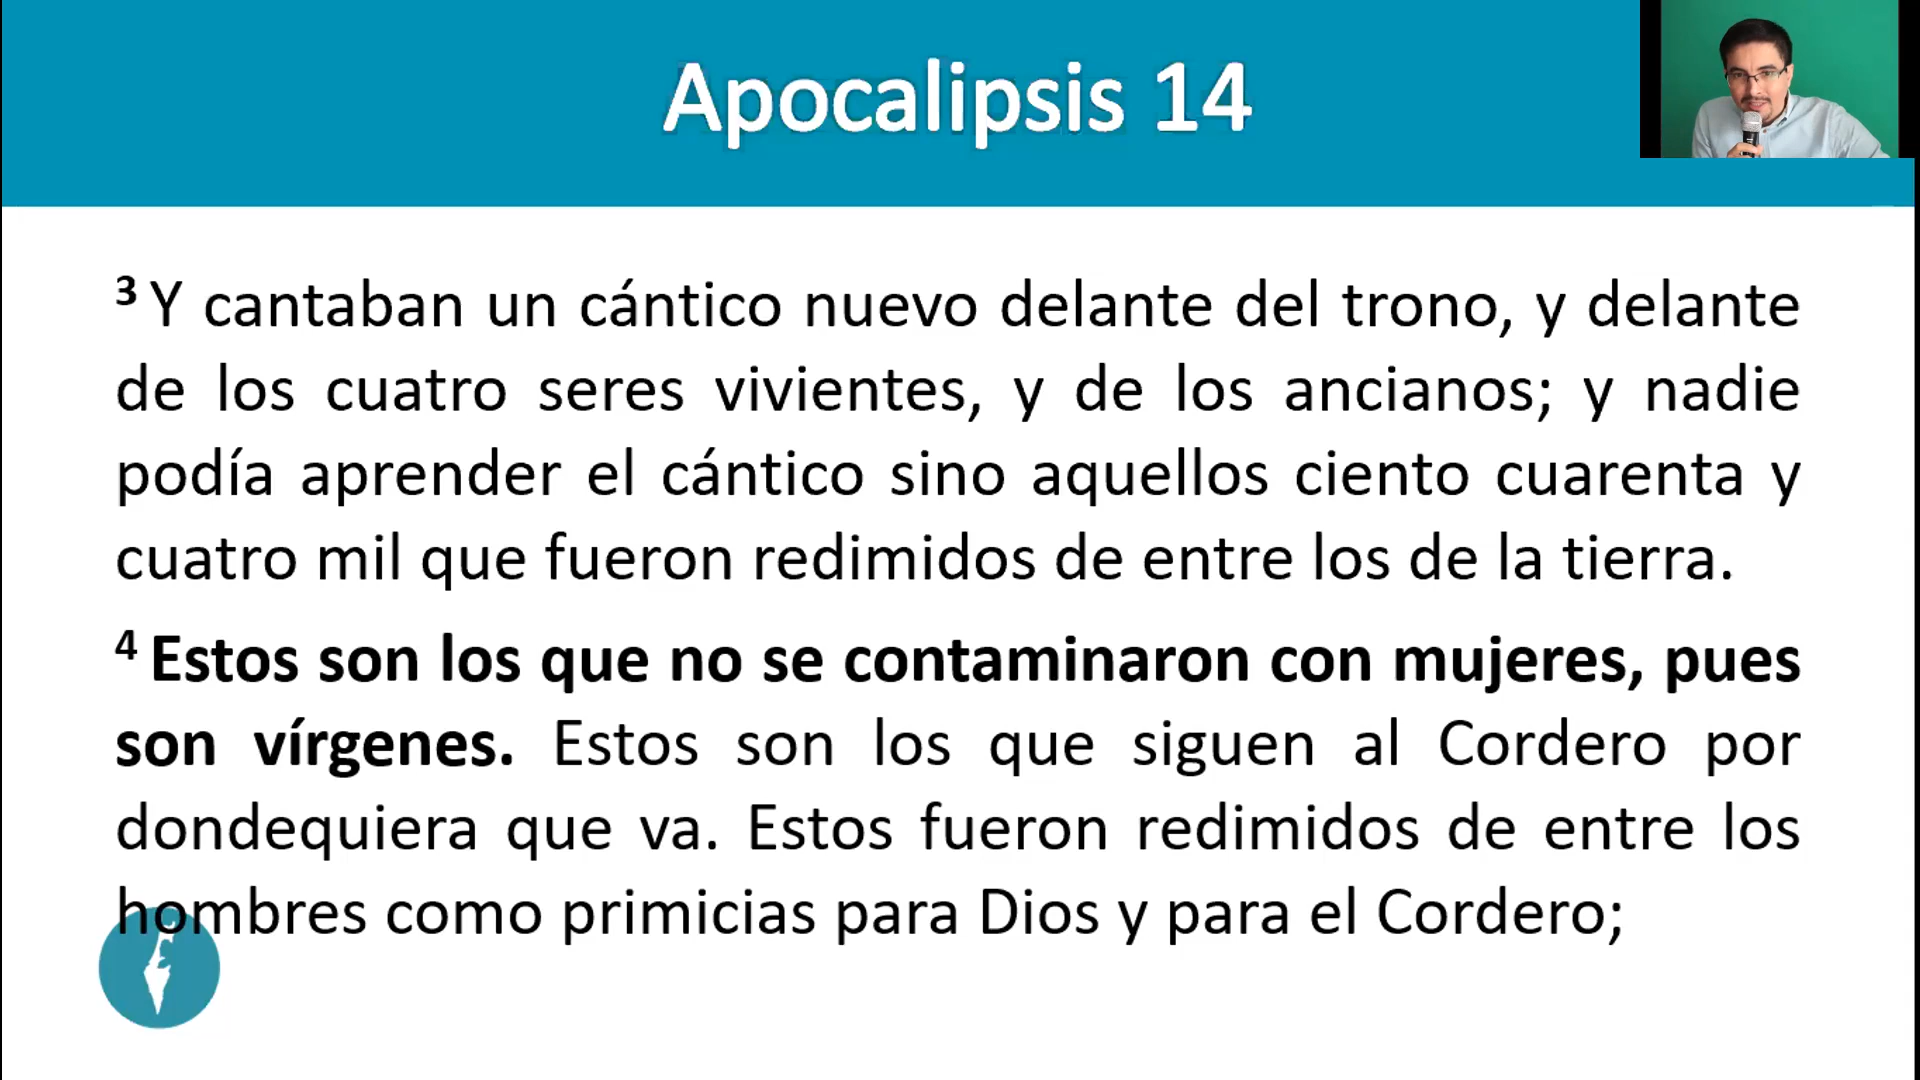 Apocalipsis 14
³ Y cantaban un cántico nuevo delante del trono, y delante
de los cuatro seres vivientes, y de los ancianos; y nadie
podía aprender el cántico sino aquellos ciento cuarenta y
cuatro mil que fueron redimidos de entre los de la tierra.
⁴ Estos son los que no se contaminaron con mujeres, pues
son vírgenes. Estos son los que siguen al Cordero por
dondequiera que va. Estos fueron redimidos de entre los
hombres como primicias para Dios y para el Cordero;